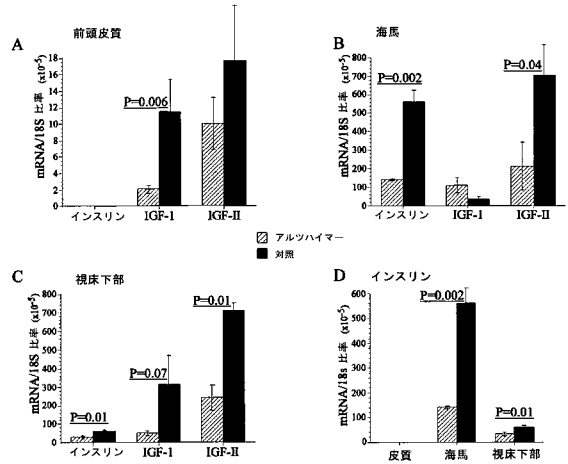 A
前頭皮質
mRNA/18S 比率 (x10-5)
18
16
14
12
10
8
6
4
2
0
P=0.006
インスリン IGF-1 IGF-II
B
海馬
mRNA/18S 比率 (x10-5)
800
700
600
500
400
300
200
100
0
P=0.002
P=0.04
インスリン IGF-1 IGF-II
アルツハイマー
対照
C
視床下部
mRNA/18S 比率 (x10-5)
800
700
600
500
400
300
200
100
0
P=0.01
P=0.07
P=0.01
インスリン IGF-1 IGF-II
D
インスリン
mRNA/18s 比率 (x10-5)
600
500
400
300
200
100
0
P=0.002
P=0.01
皮質 海馬 視床下部